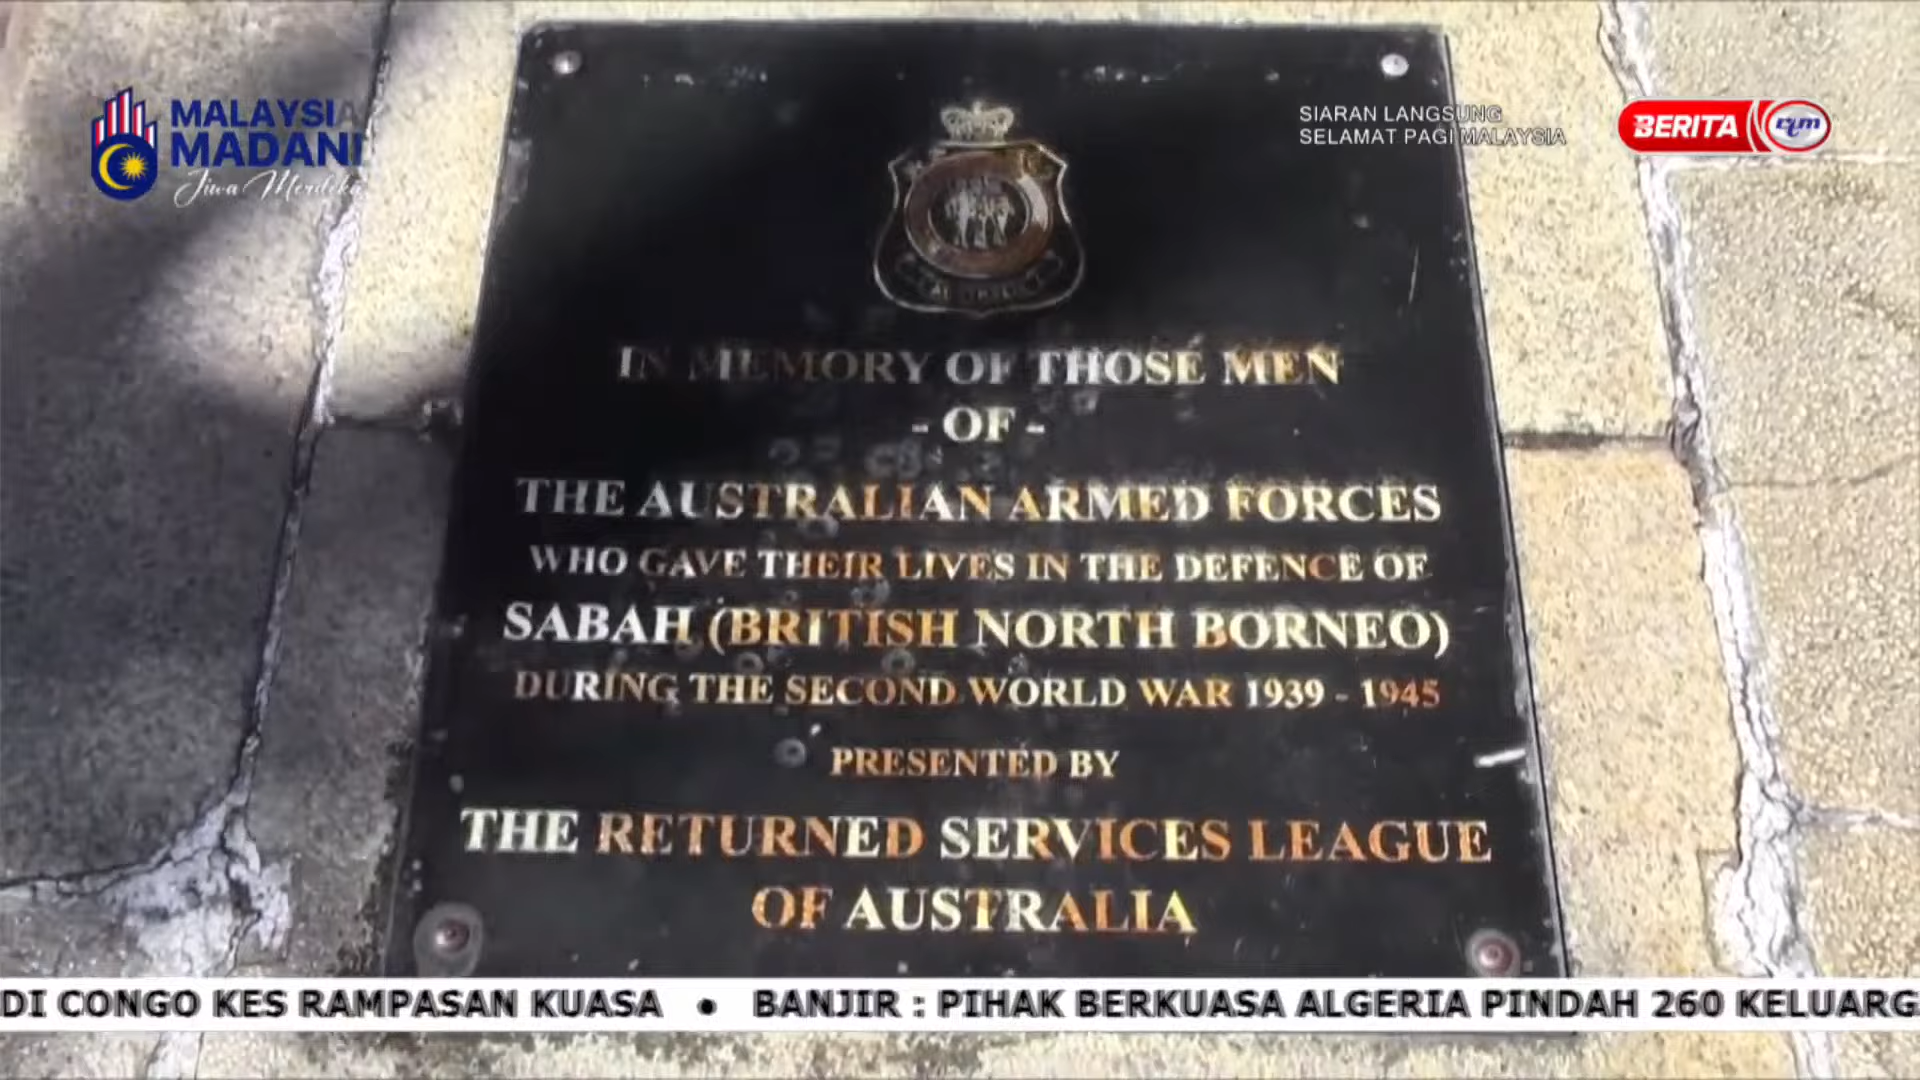 MALAYSIA
MADANI
Jiwa Merdeka
SIARAN LANGSUNG
SELAMAT PAGI MALAYSIA
BERITA rtm
IN MEMORY OF THOSE MEN
- OF -
THE AUSTRALIAN ARMED FORCES
WHO GAVE THEIR LIVES IN THE DEFENCE OF
SABAH (BRITISH NORTH BORNEO)
DURING THE SECOND WORLD WAR 1939 - 1945
PRESENTED BY
THE RETURNED SERVICES LEAGUE
OF AUSTRALIA
DI CONGO KES RAMPASAN KUASA • BANJIR : PIHAK BERKUASA ALGERIA PINDAH 260 KELUARG